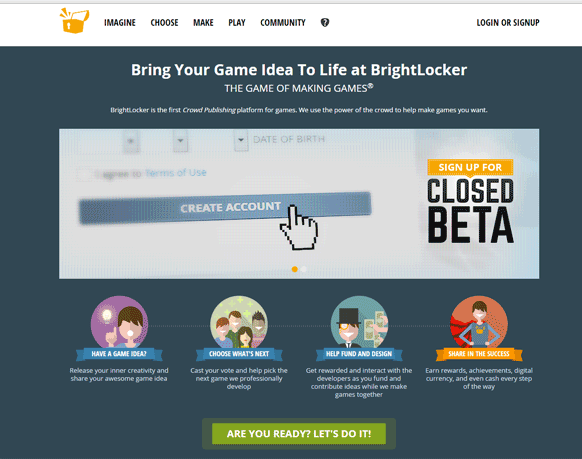 IMAGINE CHOOSE MAKE PLAY COMMUNITY ? LOGIN OR SIGNUP
Bring Your Game Idea To Life at BrightLocker
THE GAME OF MAKING GAMES®
BrightLocker is the first Crowd Publishing platform for games. We use the power of the crowd to help make games you want.
DATE OF BIRTH
I agree to Terms of Use
CREATE ACCOUNT
SIGN UP FOR
CLOSED
BETA
HAVE A GAME IDEA?
Release your inner creativity and
share your awesome game idea
CHOOSE WHAT'S NEXT
Cast your vote and help pick the
next game we professionally
develop
HELP FUND AND DESIGN
Get rewarded and interact with the
developers as you fund and
contribute ideas while we make
games together
SHARE IN THE SUCCESS
Earn rewards, achievements, digital
currency, and even cash every step
of the way
ARE YOU READY? LET'S DO IT!